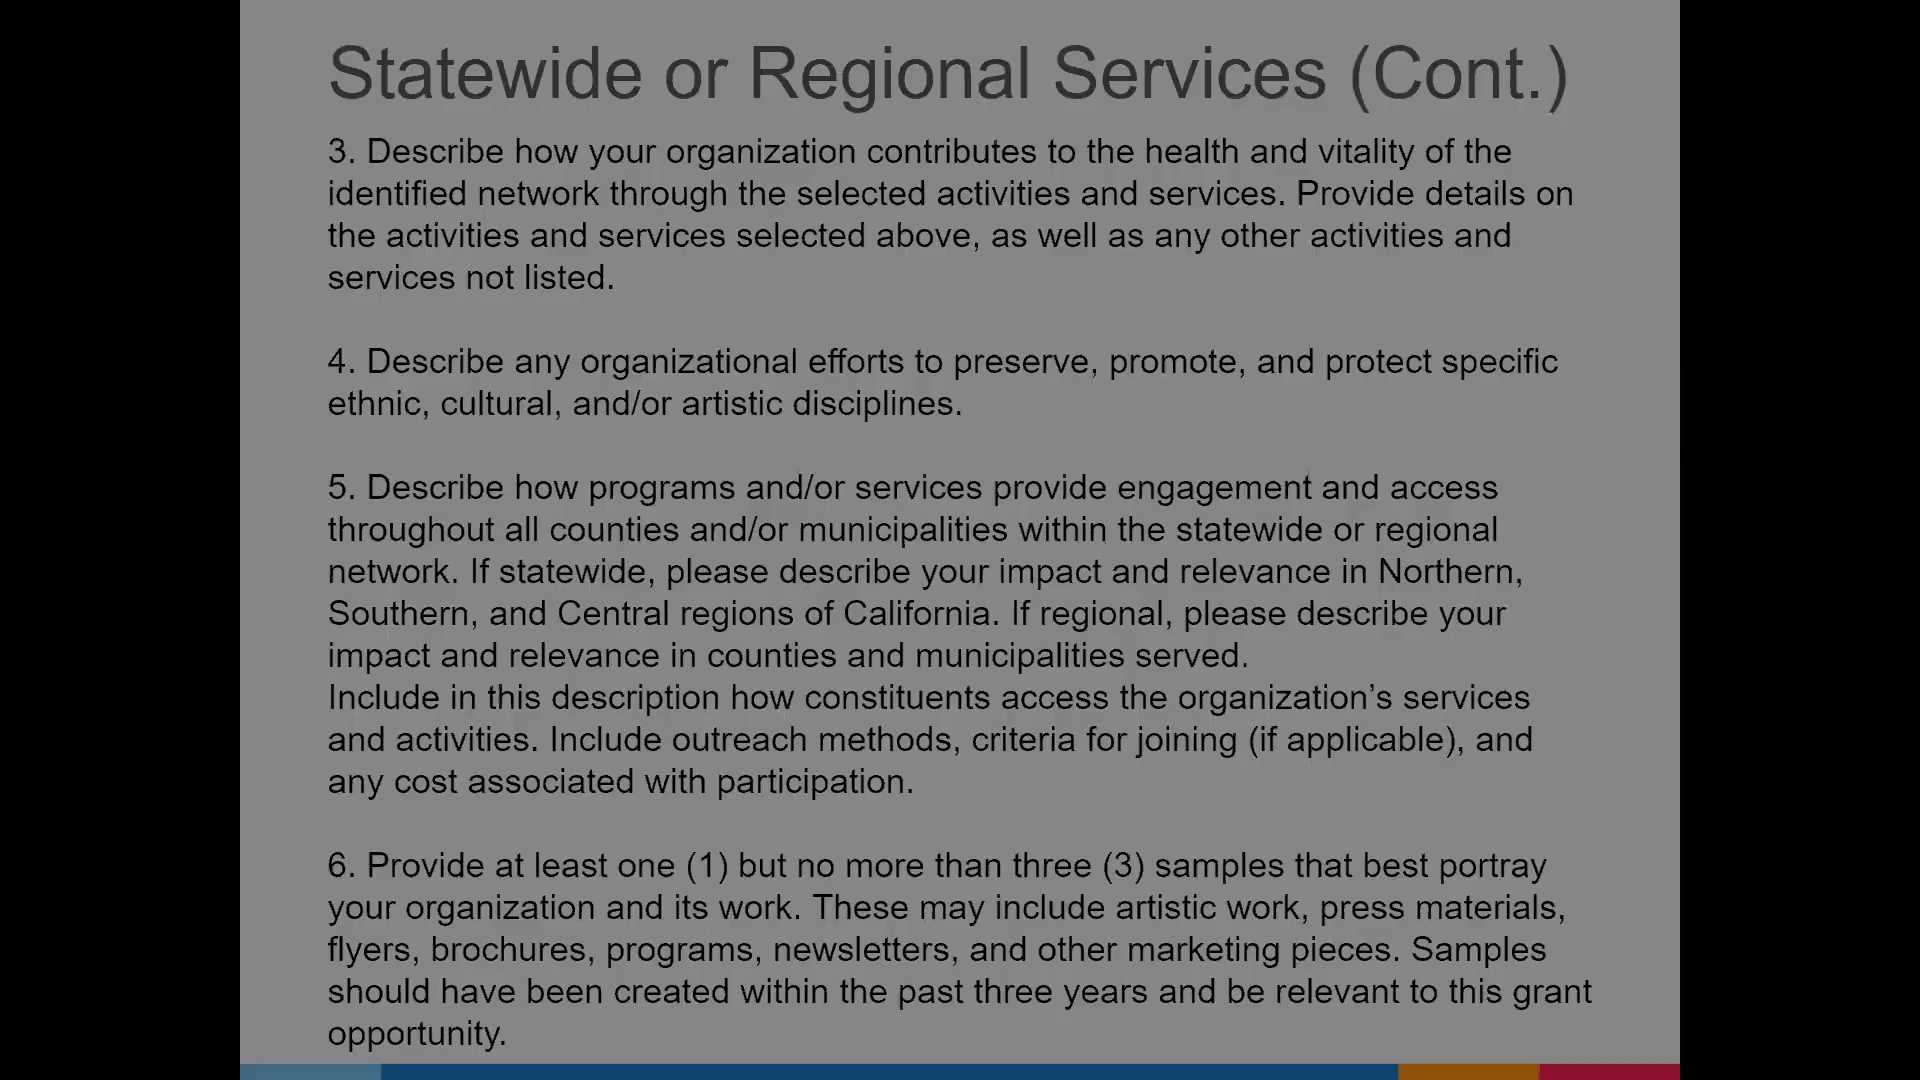 Statewide or Regional Services (Cont.)
3. Describe how your organization contributes to the health and vitality of the
identified network through the selected activities and services. Provide details on
the activities and services selected above, as well as any other activities and
services not listed.
4. Describe any organizational efforts to preserve, promote, and protect specific
ethnic, cultural, and/or artistic disciplines.
5. Describe how programs and/or services provide engagement and access
throughout all counties and/or municipalities within the statewide or regional
network. If statewide, please describe your impact and relevance in Northern,
Southern, and Central regions of California. If regional, please describe your
impact and relevance in counties and municipalities served.
Include in this description how constituents access the organization’s services
and activities. Include outreach methods, criteria for joining (if applicable), and
any cost associated with participation.
6. Provide at least one (1) but no more than three (3) samples that best portray
your organization and its work. These may include artistic work, press materials,
flyers, brochures, programs, newsletters, and other marketing pieces. Samples
should have been created within the past three years and be relevant to this grant
opportunity.